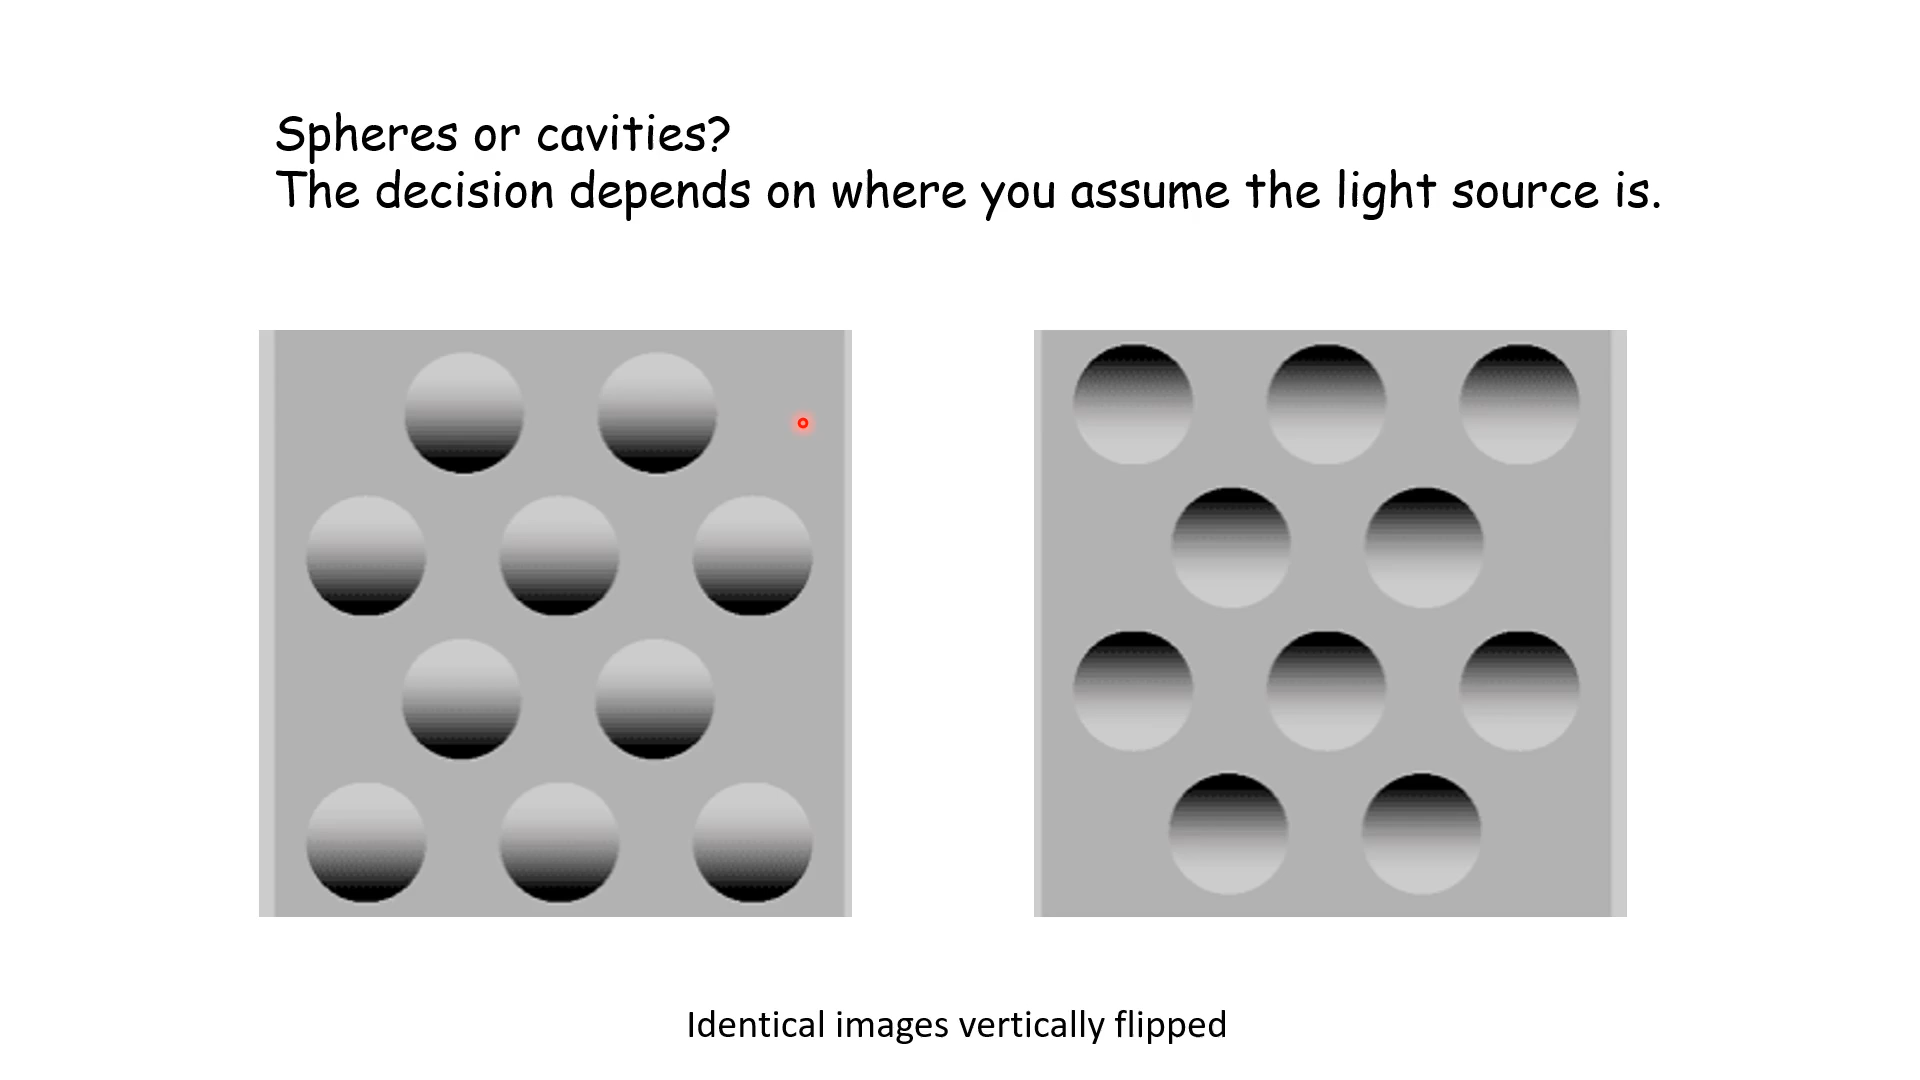 Spheres or cavities?
The decision depends on where you assume the light source is.
Identical images vertically flipped